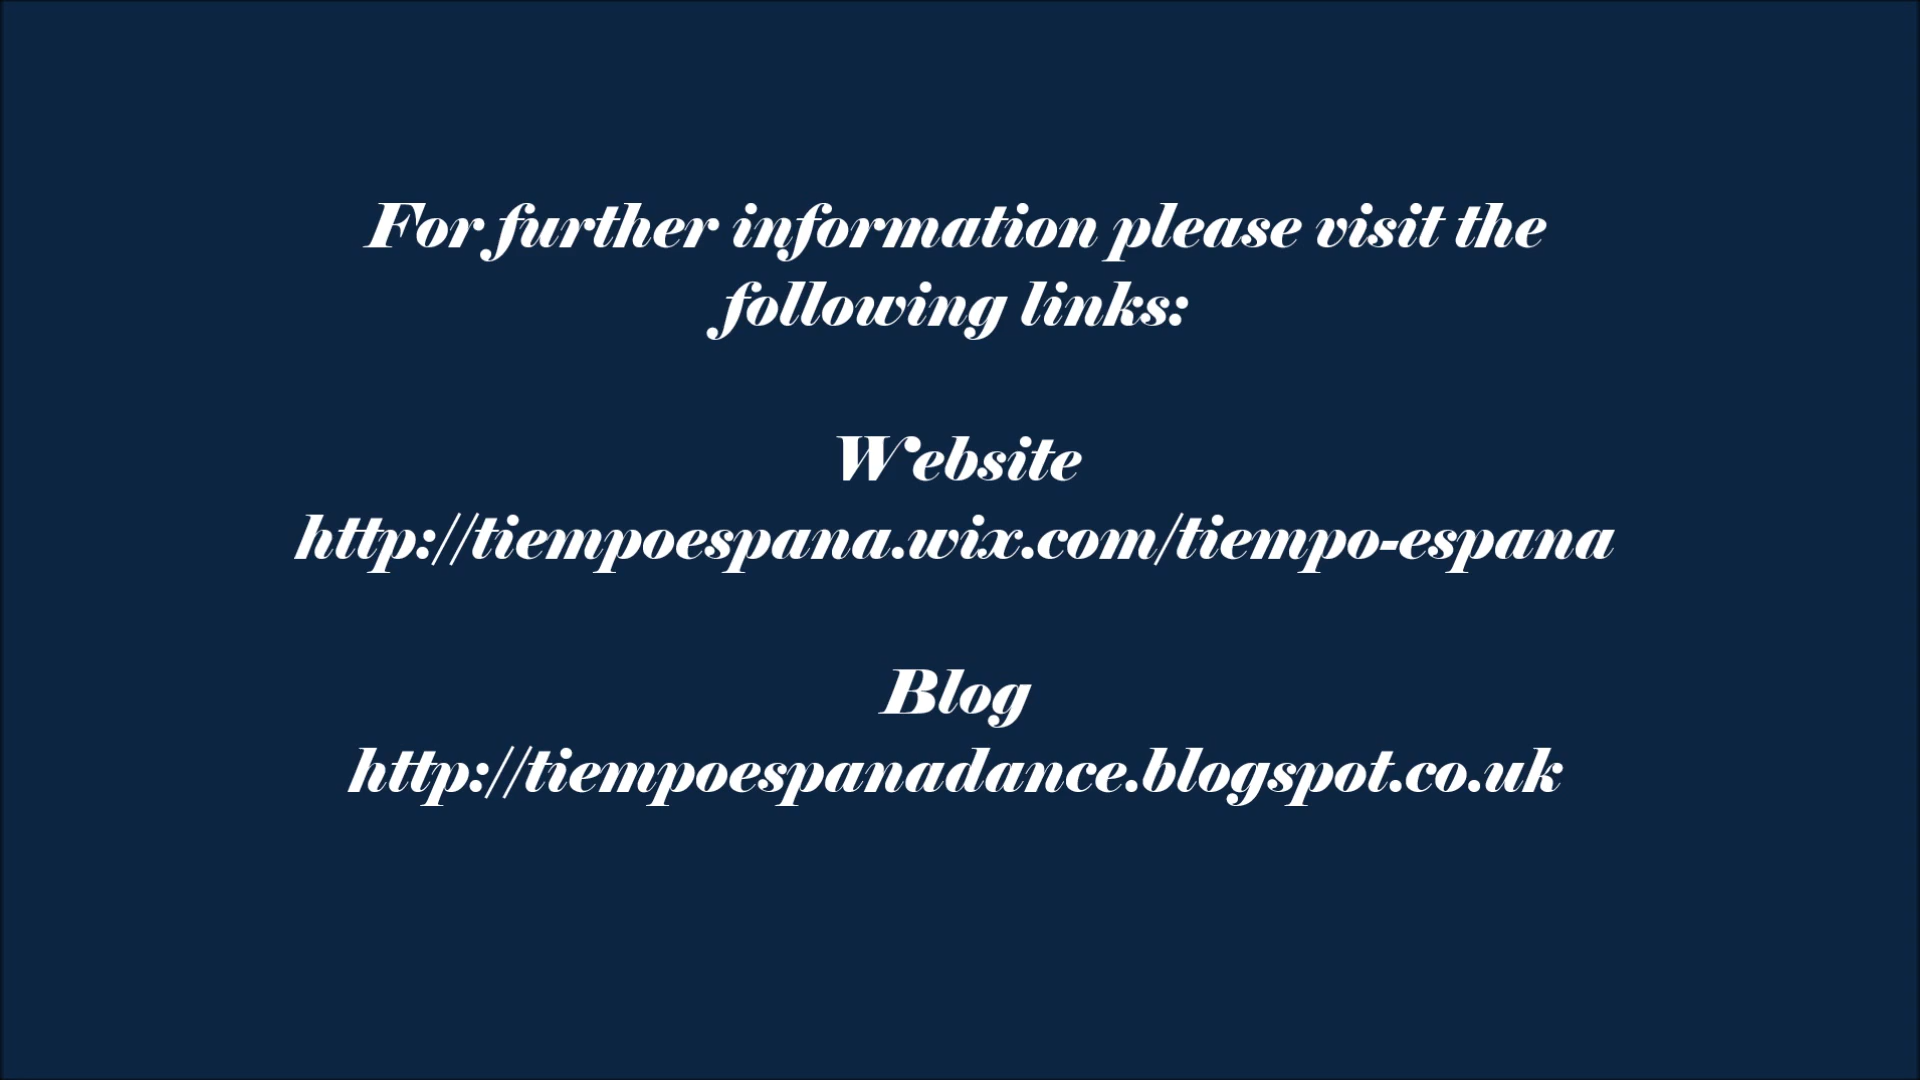 For further information please visit the
following links:
Website
http://tiempoespana.wix.com/tiempo-espana
Blog
http://tiempoespanadance.blogspot.co.uk